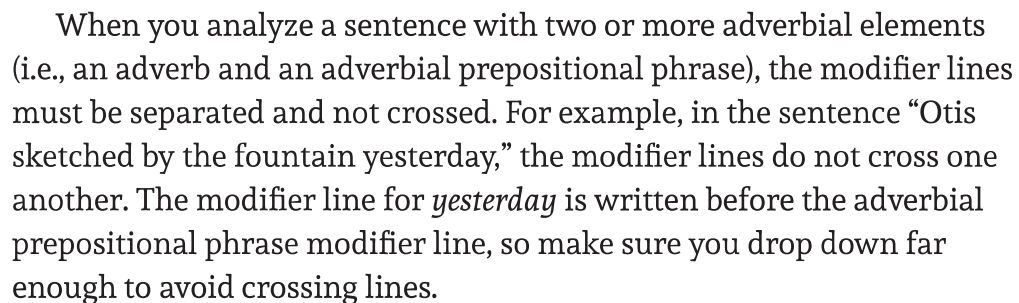 When you analyze a sentence with two or more adverbial elements
(i.e., an adverb and an adverbial prepositional phrase), the modifier lines
must be separated and not crossed. For example, in the sentence “Otis
sketched by the fountain yesterday,” the modifier lines do not cross one
another. The modifier line for yesterday is written before the adverbial
prepositional phrase modifier line, so make sure you drop down far
enough to avoid crossing lines.